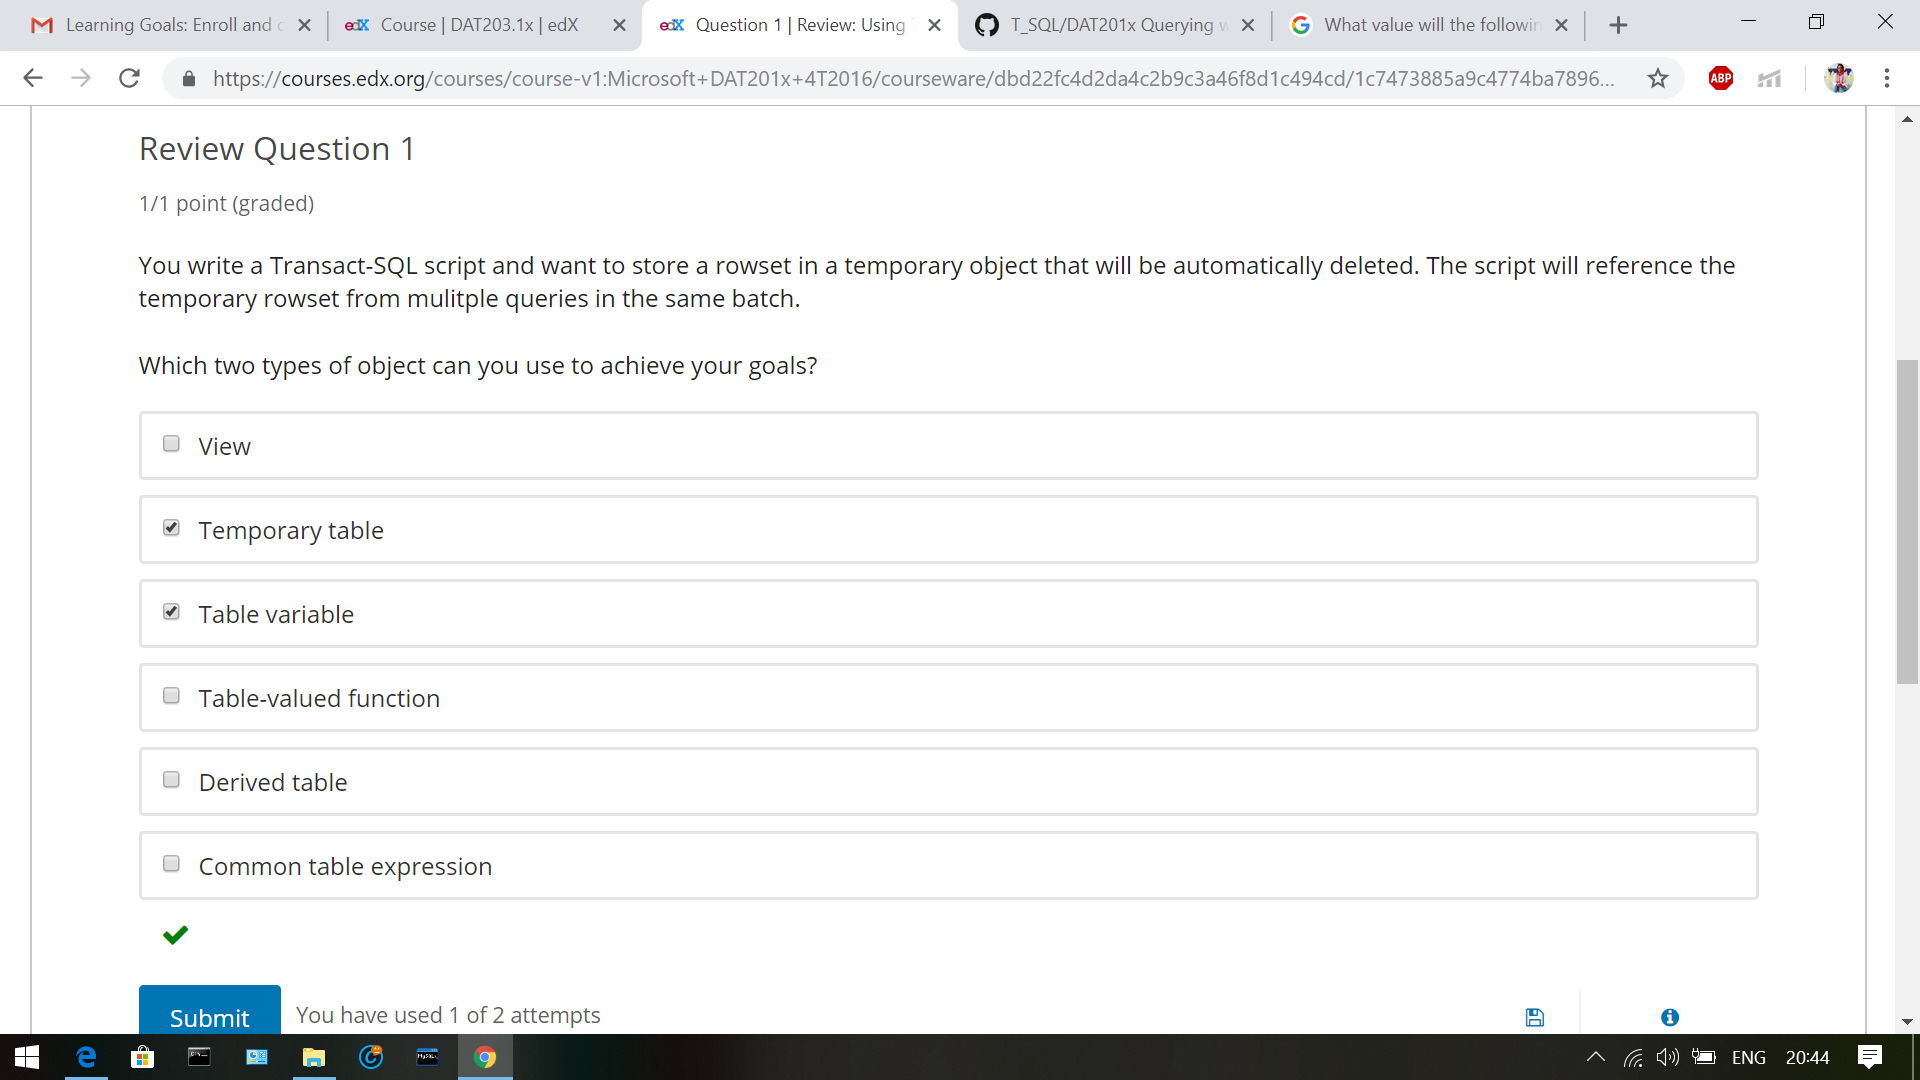 Learning Goals: Enroll and
edX Course | DAT203.1x | edX
edX Question 1 | Review: Using
T_SQL/DAT201x Querying
What value will the followin
https://courses.edx.org/courses/course-v1:Microsoft+DAT201x+4T2016/courseware/dbd22fc4d2da4c2b9c3a46f8d1c494cd/1c7473885a9c4774ba7896...
ABP
Review Question 1
1/1 point (graded)
You write a Transact-SQL script and want to store a rowset in a temporary object that will be automatically deleted. The script will reference the
temporary rowset from mulitple queries in the same batch.
Which two types of object can you use to achieve your goals?
View
Temporary table
Table variable
Table-valued function
Derived table
Common table expression
Submit
You have used 1 of 2 attempts
ENG
20:44